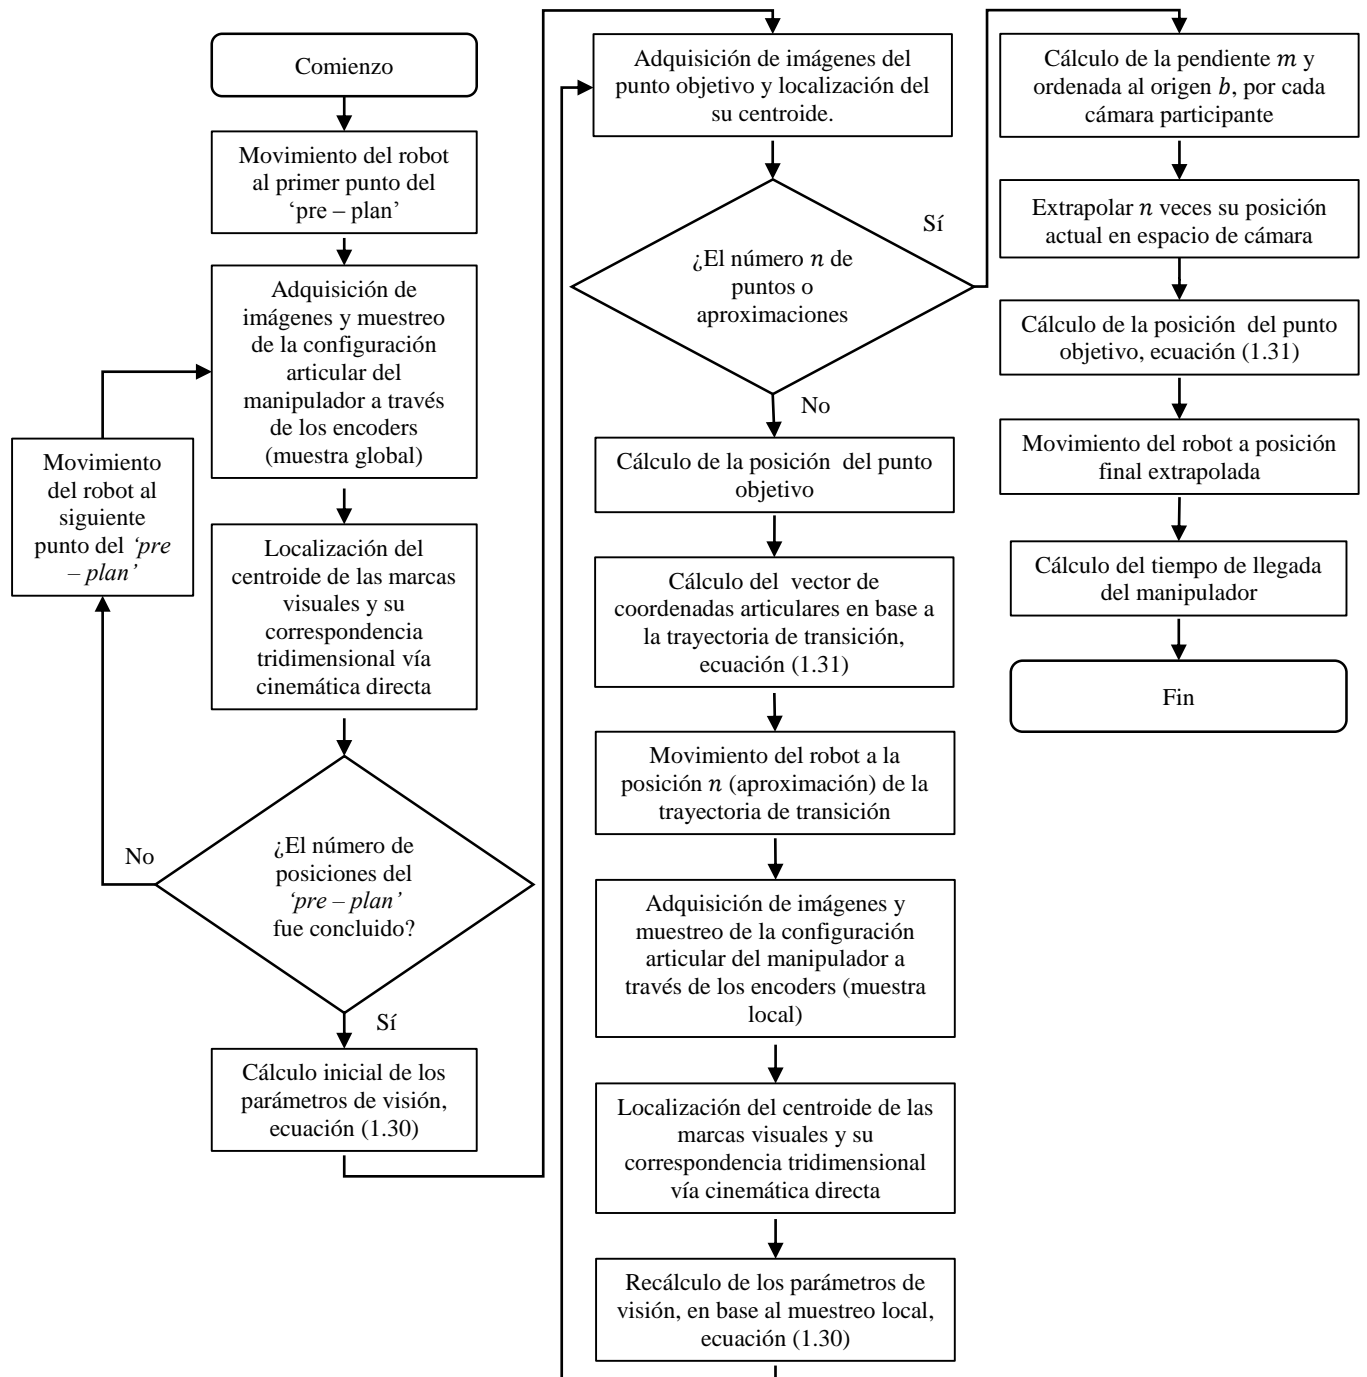 Comienzo
Movimiento del robot
al primer punto del
‘pre – plan’
Adquisición de
imágenes y muestreo
de la configuración
articular del
manipulador a través
de los encoders
(muestra global)
Movimiento
del robot al
siguiente
punto del ‘pre
– plan’
Localización del
centroide de las marcas
visuales y su
correspondencia
tridimensional vía
cinemática directa
No
¿El número de
posiciones del
‘pre – plan’
fue concluido?
Sí
Cálculo inicial de los
parámetros de visión,
ecuación (1.30)
Adquisición de imágenes del
punto objetivo y localización del
su centroide.
Sí
¿El número n de
puntos o
aproximaciones
No
Cálculo de la posición del punto
objetivo
Cálculo del vector de
coordenadas articulares en base a
la trayectoria de transición,
ecuación (1.31)
Movimiento del robot a la
posición n (aproximación) de la
trayectoria de transición
Adquisición de imágenes y
muestreo de la configuración
articular del manipulador a
través de los encoders (muestra
local)
Localización del centroide de las
marcas visuales y su
correspondencia tridimensional
vía cinemática directa
Recálculo de los parámetros de
visión, en base al muestreo local,
ecuación (1.30)
Cálculo de la pendiente m y
ordenada al origen b, por cada
cámara participante
Extrapolar n veces su posición
actual en espacio de cámara
Cálculo de la posición del punto
objetivo, ecuación (1.31)
Movimiento del robot a posición
final extrapolada
Cálculo del tiempo de llegada
del manipulador
Fin